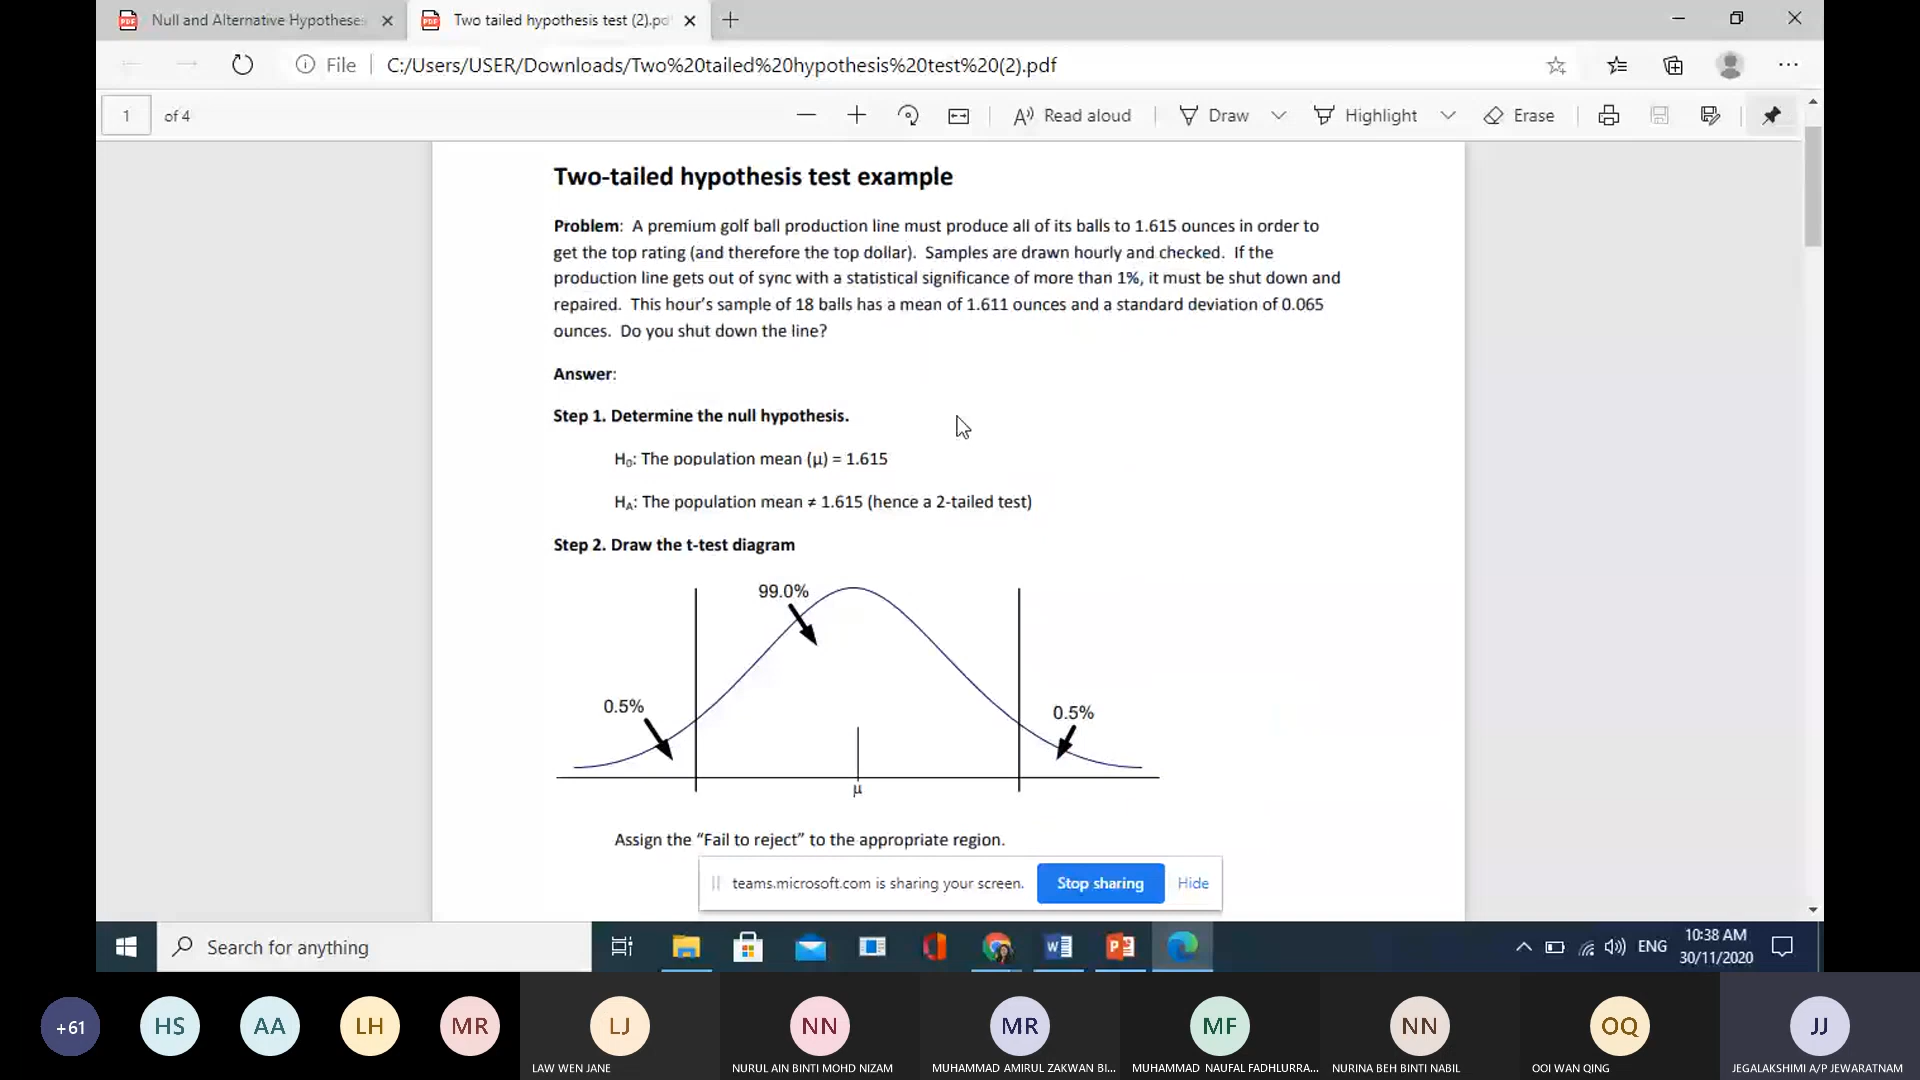 Null and Alternative Hypotheses
Two tailed hypothesis test (2).pd
File
C:/Users/USER/Downloads/Two%20tailed%20hypothesis%20test%20(2).pdf
1 of 4
Read aloud
Draw
Highlight
Erase
Two-tailed hypothesis test example
Problem: A premium golf ball production line must produce all of its balls to 1.615 ounces in order to
get the top rating (and therefore the top dollar). Samples are drawn hourly and checked. If the
production line gets out of sync with a statistical significance of more than 1%, it must be shut down and
repaired. This hour's sample of 18 balls has a mean of 1.611 ounces and a standard deviation of 0.065
ounces. Do you shut down the line?
Answer:
Step 1. Determine the null hypothesis.
H₀: The population mean (μ) = 1.615
Hₐ: The population mean ≠ 1.615 (hence a 2-tailed test)
Step 2. Draw the t-test diagram
99.0%
0.5%
0.5%
μ
Assign the “Fail to reject” to the appropriate region.
teams.microsoft.com is sharing your screen.
Stop sharing
Hide
Search for anything
ENG
10:38 AM
30/11/2020
+61
HS
AA
LH
MR
LJ
NN
MR
MF
NN
OQ
JJ
LAW WEN JANE
NURUL AIN BINTI MOHD NIZAM
MUHAMMAD AMIRUL ZAKWAN BI...
MUHAMMAD NAUFAL FADHLURRA...
NURINA BEH BINTI NABIL
OOI WAN QING
JEGALAKSHIMI A/P JEWARATNAM